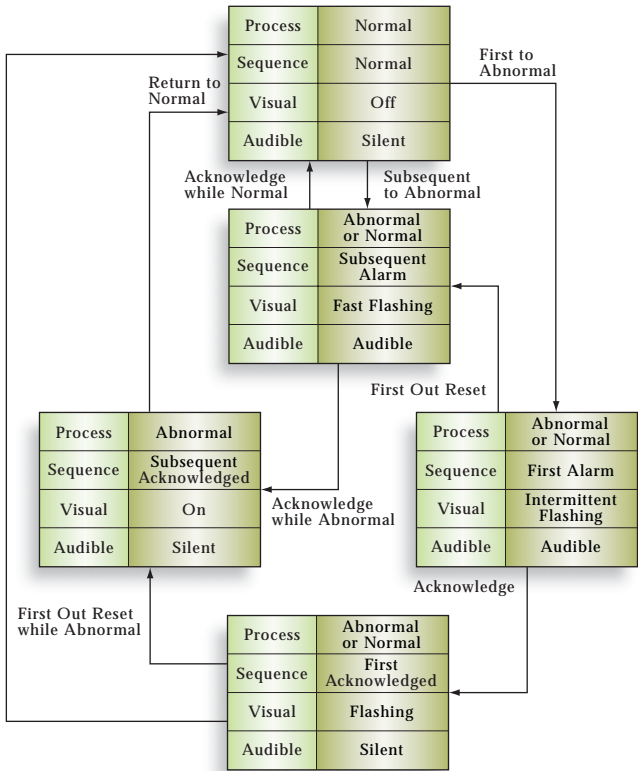 Process Normal
Sequence Normal
Visual Off
Audible Silent
First to
Abnormal
Return to
Normal
Acknowledge
while Normal
Subsequent
to Abnormal
Process Abnormal
or Normal
Sequence Subsequent
Alarm
Visual Fast Flashing
Audible Audible
First Out Reset
Process Abnormal
Sequence Subsequent
Acknowledged
Visual On
Audible Silent
Acknowledge
while Abnormal
Process Abnormal
or Normal
Sequence First Alarm
Visual Intermittent
Flashing
Audible Audible
Acknowledge
First Out Reset
while Abnormal
Process Abnormal
or Normal
Sequence First
Acknowledged
Visual Flashing
Audible Silent